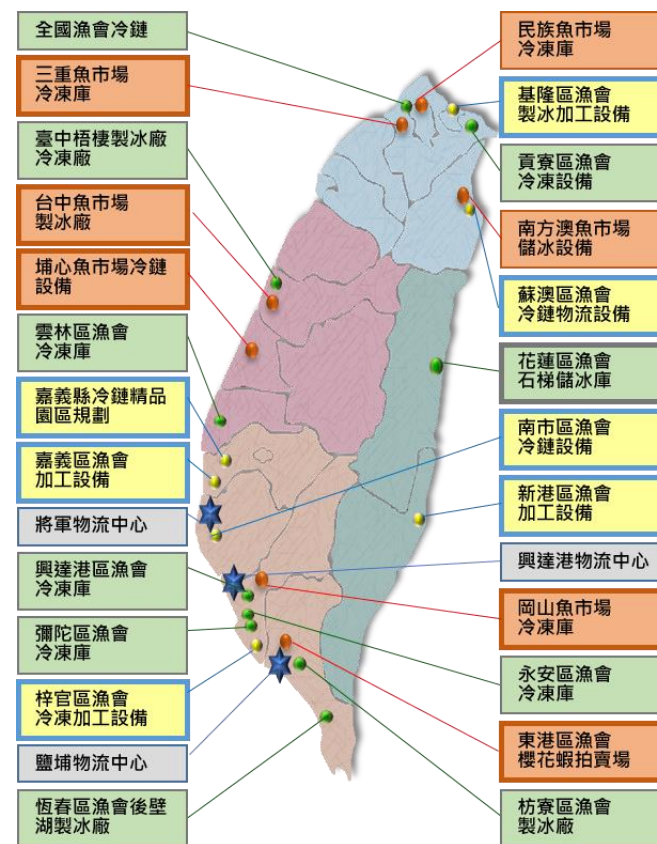 全國漁會冷鏈
三重魚市場
冷凍庫
臺中梧棲製冰廠
冷凍廠
台中魚市場
製冰廠
埔心魚市場冷鏈
設備
雲林區漁會
冷凍庫
嘉義縣冷鏈精品
園區規劃
嘉義區漁會
加工設備
將軍物流中心
興達港區漁會
冷凍庫
彌陀區漁會
冷凍庫
梓官區漁會
冷凍加工設備
鹽埔物流中心
恆春區漁會後壁
湖製冰廠
民族魚市場
冷凍庫
基隆區漁會
製冰加工設備
貢寮區漁會
冷凍設備
南方澳魚市場
儲冰設備
蘇澳區漁會
冷鏈物流設備
花蓮區漁會
石梯儲冰庫
南市區漁會
冷鏈設備
新港區漁會
加工設備
興達港物流中心
岡山魚市場
冷凍庫
永安區漁會
冷凍庫
東港區漁會
櫻花蝦拍賣場
枋寮區漁會
製冰廠